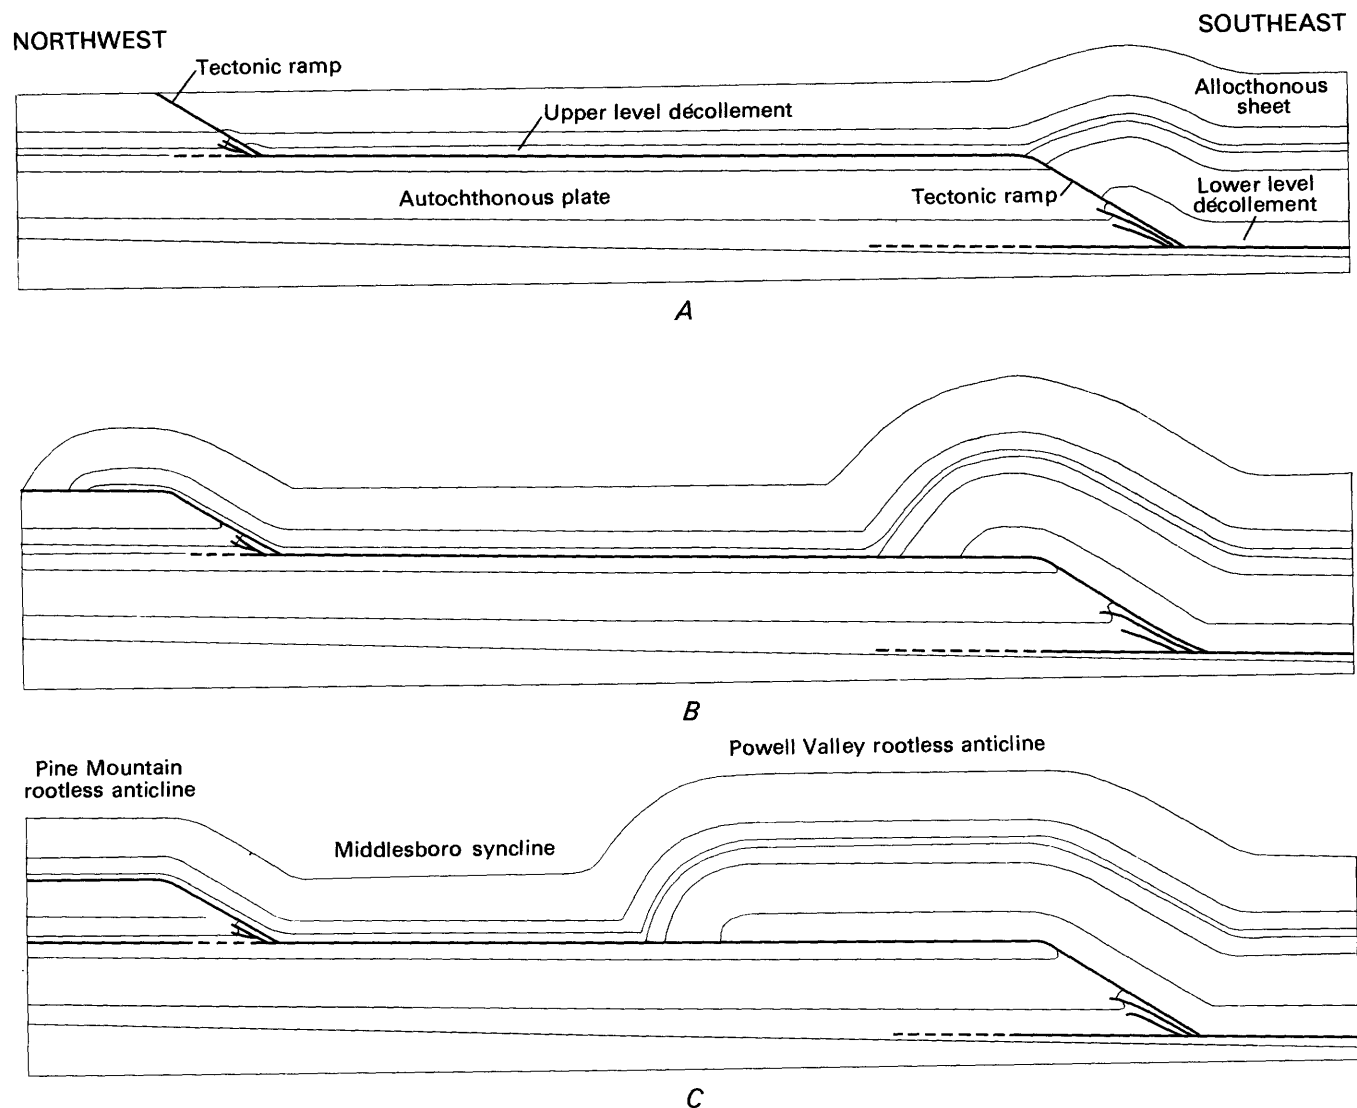 NORTHWEST
SOUTHEAST
Tectonic ramp
Upper level décollement
Allocthonous
sheet
Autochthonous plate
Tectonic ramp
Lower level
décollement
A
B
Powell Valley rootless anticline
Pine Mountain
rootless anticline
Middlesboro syncline
C